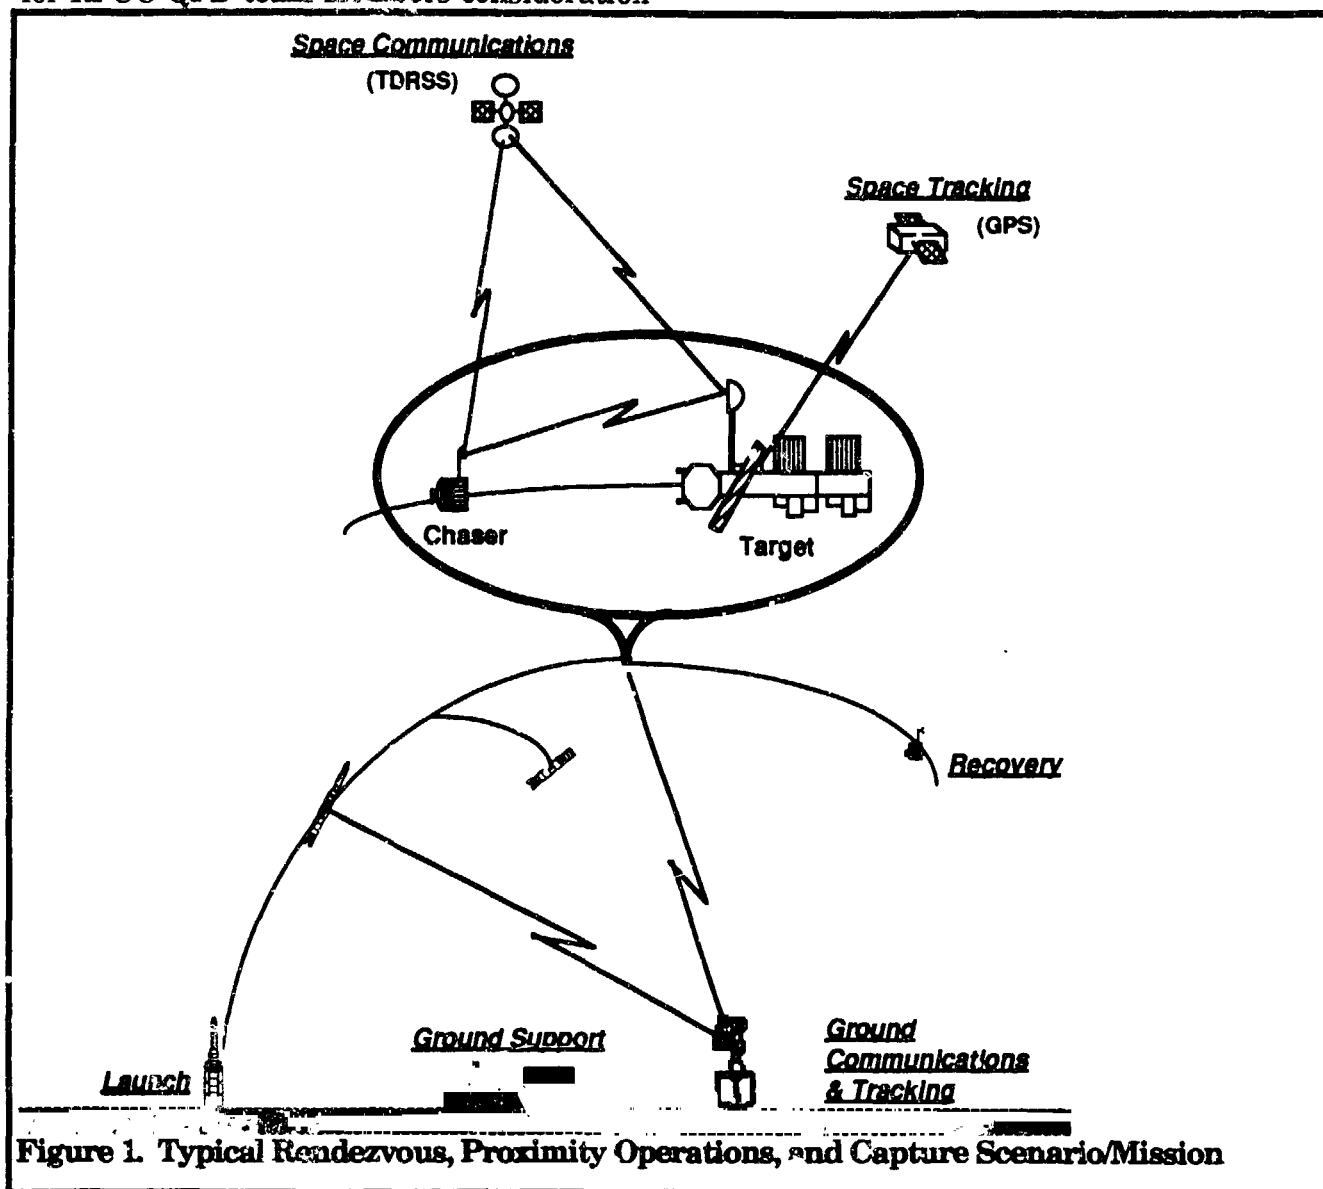 consideration
Space Communications
(TDRSS)
Space Tracking
(GPS)
Chaser
Target
Recovery
Ground Support
Ground
Communications
& Tracking
Launch
Figure 1. Typical Rendezvous, Proximity Operations, and Capture Scenario/Mission